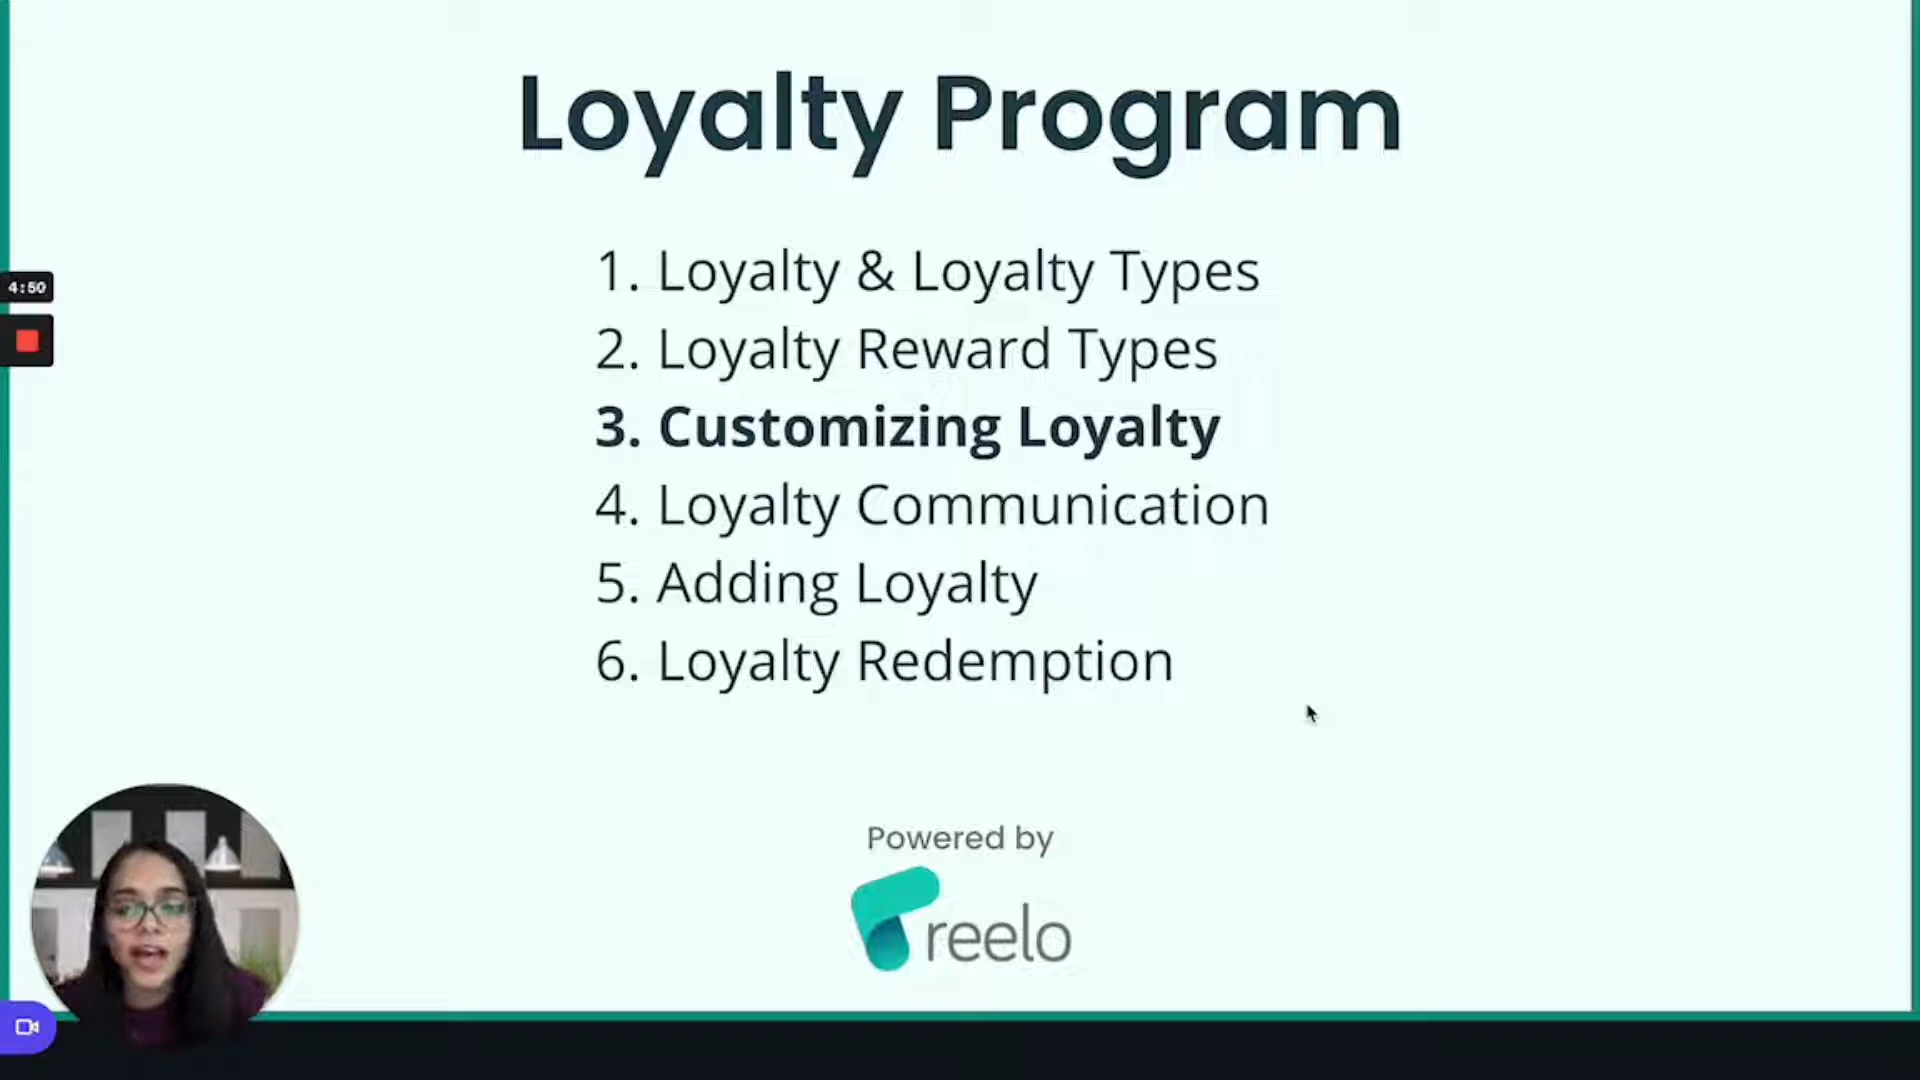 Loyalty Program
1. Loyalty & Loyalty Types
2. Loyalty Reward Types
3. Customizing Loyalty
4. Loyalty Communication
5. Adding Loyalty
6. Loyalty Redemption
4:50
Powered by
reelo